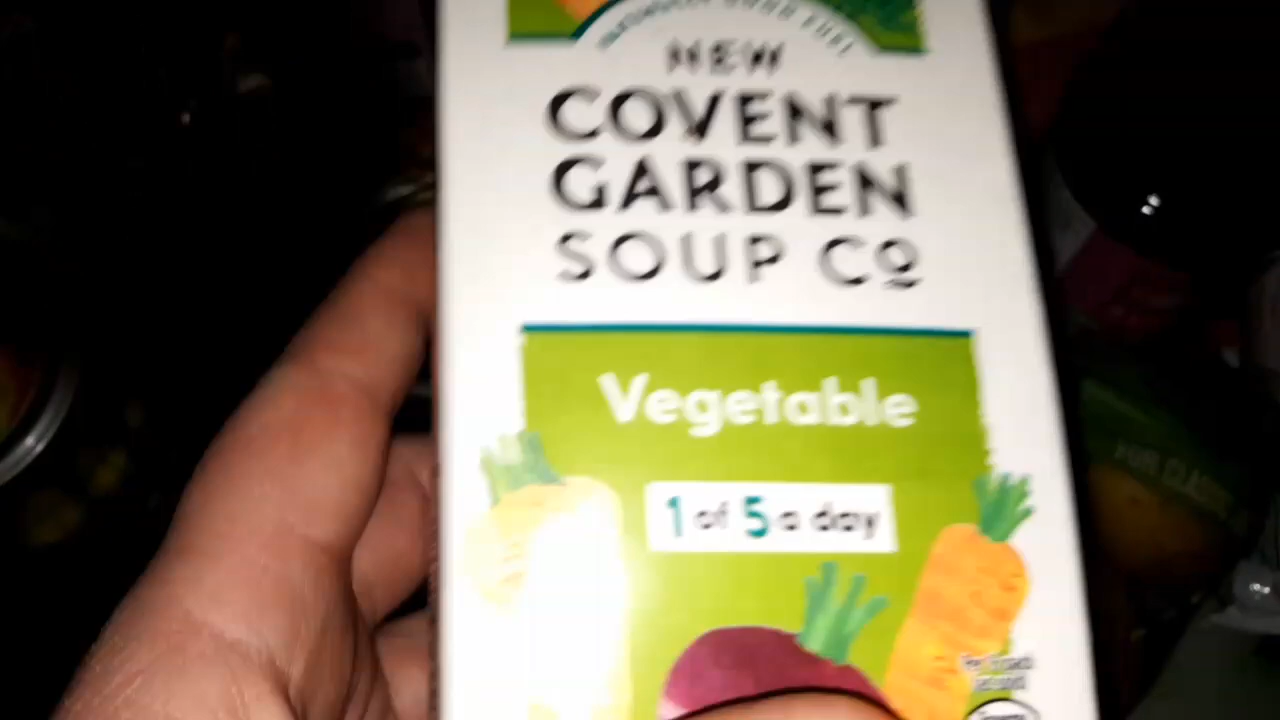 NEW
COVENT
GARDEN
SOUP Co
Vegetable
1 of 5 a day